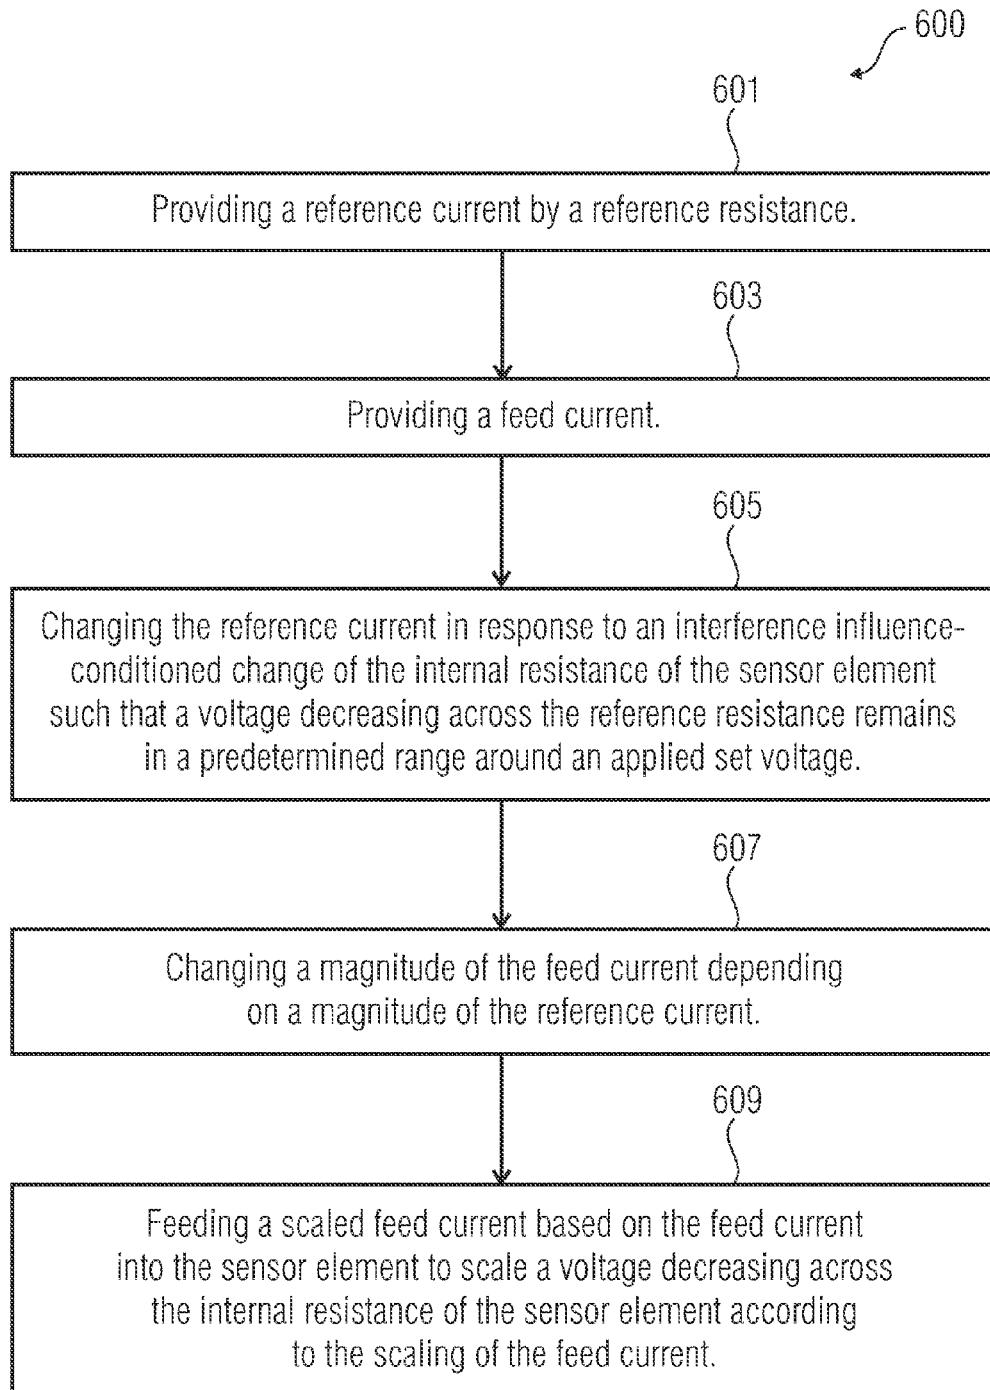 600
601
Providing a reference current by a reference resistance.
603
Providing a feed current.
605
Changing the reference current in response to an interference influence-
conditioned change of the internal resistance of the sensor element
such that a voltage decreasing across the reference resistance remains
in a predetermined range around an applied set voltage.
607
Changing a magnitude of the feed current depending
on a magnitude of the reference current.
609
Feeding a scaled feed current based on the feed current
into the sensor element to scale a voltage decreasing across
the internal resistance of the sensor element according
to the scaling of the feed current.